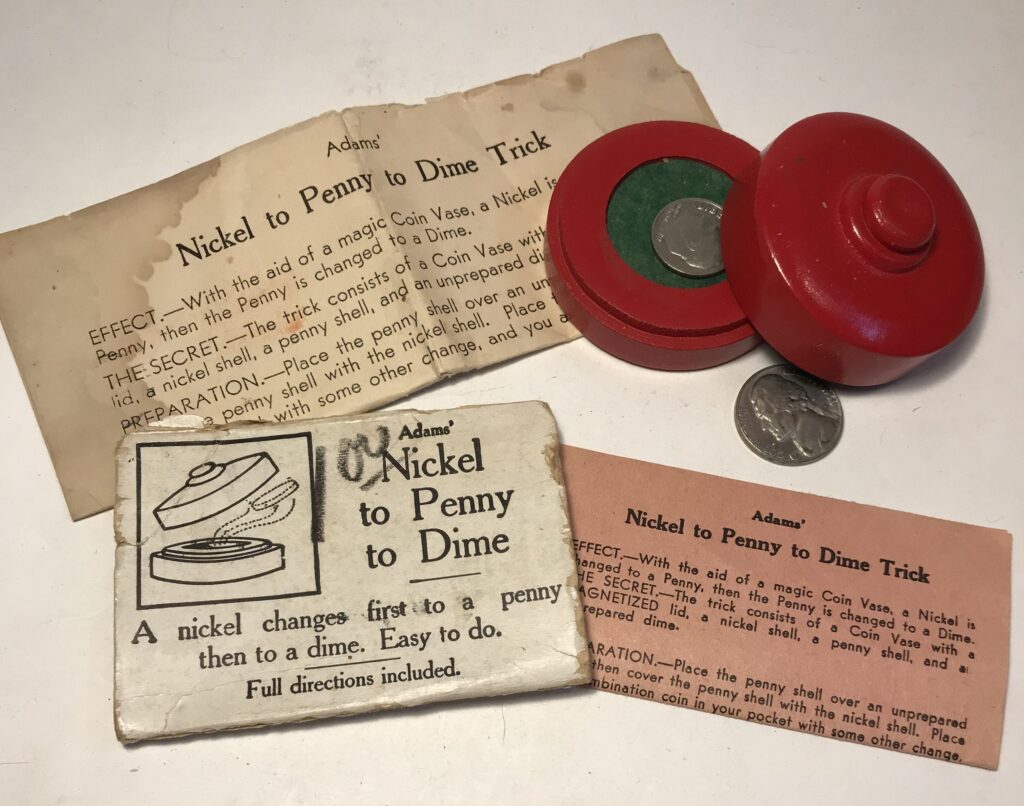 Adams'
Nickel to Penny to Dime Trick
EFFECT.—With the aid of a magic Coin Vase, a Nickel is
Penny, then the Penny is changed to a Dime.
THE SECRET.—The trick consists of a Coin Vase with
lid, a nickel shell, a penny shell, and an unprepared
PREPARATION.—Place the penny shell over an
penny shell with the nickel shell. Place
with some other change, and you
Adams'
Nickel
to Penny
to Dime
A nickel changes first to a penny
then to a dime. Easy to do.
Full directions included.
10¢
Adams'
Nickel to Penny to Dime Trick
EFFECT.—With the aid of a magic Coin Vase, a Nickel is
changed to a Penny, then the Penny is changed to a Dime.
THE SECRET.—The trick consists of a Coin Vase with a
MAGNETIZED lid, a nickel shell, a penny shell, and a
prepared dime.
ARATION.—Place the penny shell over an unprepared
then cover the penny shell with the nickel shell. Place
mbination coin in your pocket with some other change.